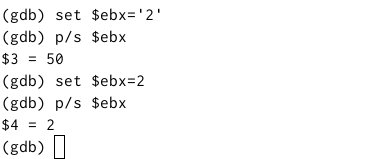 (gdb) set $ebx='2'
(gdb) p/s $ebx
$3 = 50
(gdb) set $ebx=2
(gdb) p/s $ebx
$4 = 2
(gdb)